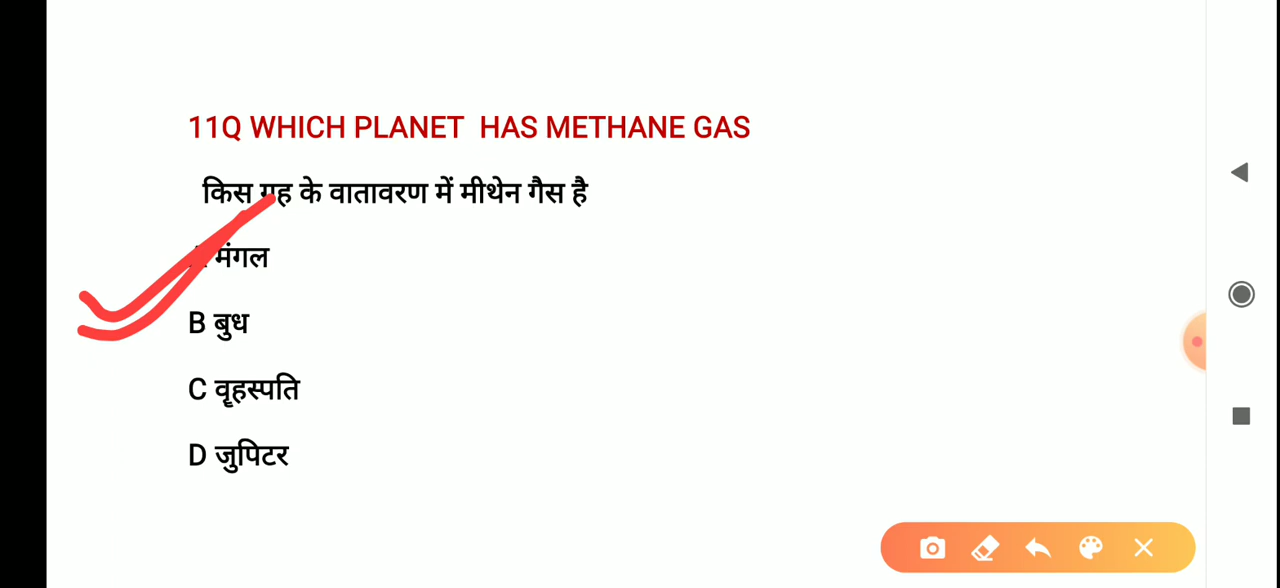 11Q WHICH PLANET HAS METHANE GAS
किस ग्रह के वातावरण में मीथेन गैस है
मंगल
B बुध
C वृहस्पति
D जुपिटर